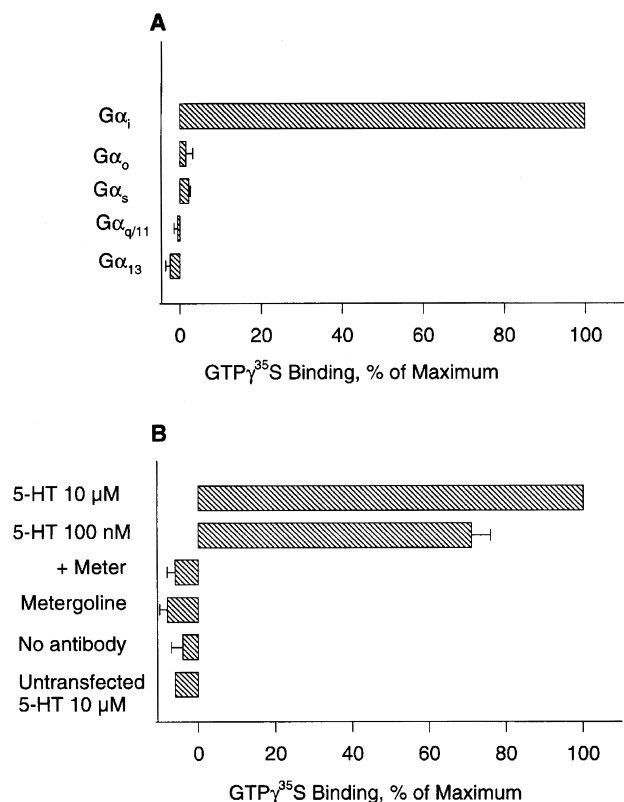 A
Gαi
Gαo
Gαs
Gαq/11
Gα13
0 20 40 60 80 100
GTPγ35S Binding, % of Maximum
B
5-HT 10 μM
5-HT 100 nM
+ Meter
Metergoline
No antibody
Untransfected
5-HT 10 μM
0 20 40 60 80 100
GTPγ35S Binding, % of Maximum